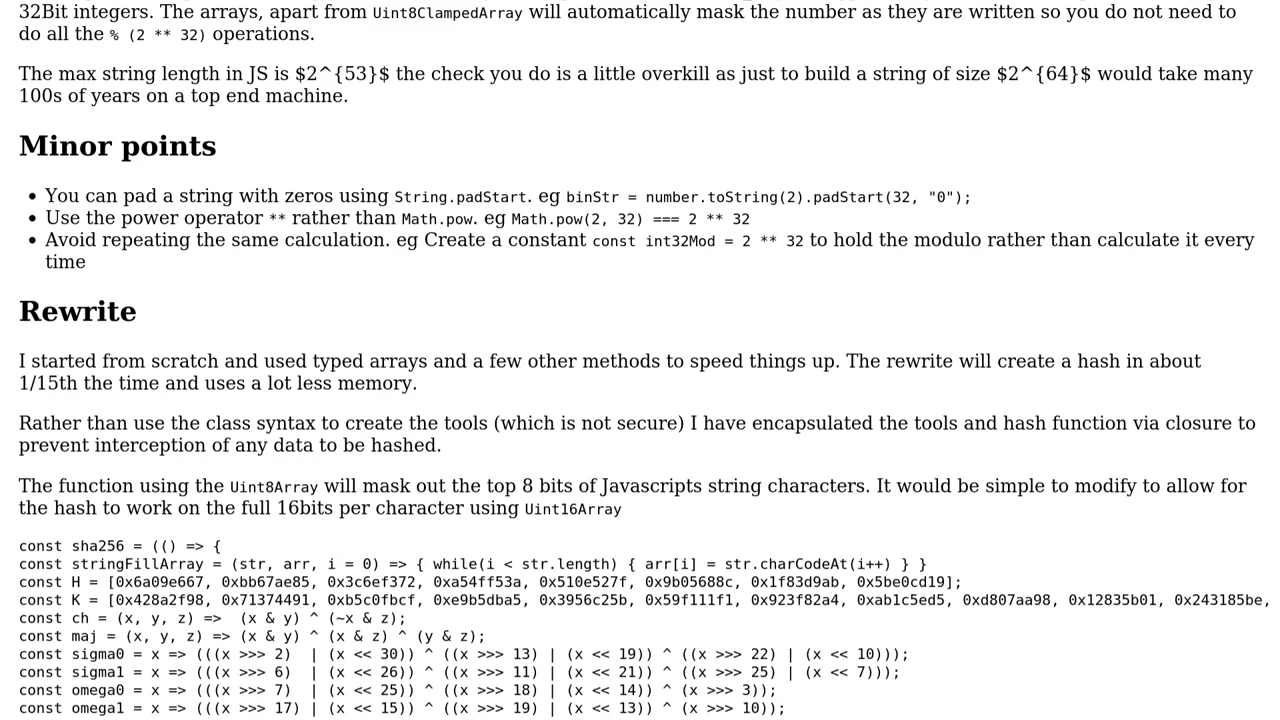 32Bit integers. The arrays, apart from Uint8ClampedArray will automatically mask the number as they are written so you do not need to
do all the % (2 ** 32) operations.
The max string length in JS is $2^{53}$ the check you do is a little overkill as just to build a string of size $2^{64}$ would take many
100s of years on a top end machine.
Minor points
• You can pad a string with zeros using String.padStart. eg binStr = number.toString(2).padStart(32, "0");
• Use the power operator ** rather than Math.pow. eg Math.pow(2, 32) === 2 ** 32
• Avoid repeating the same calculation. eg Create a constant const int32Mod = 2 ** 32 to hold the modulo rather than calculate it every
time
Rewrite
I started from scratch and used typed arrays and a few other methods to speed things up. The rewrite will create a hash in about
1/15th the time and uses a lot less memory.
Rather than use the class syntax to create the tools (which is not secure) I have encapsulated the tools and hash function via closure to
prevent interception of any data to be hashed.
The function using the Uint8Array will mask out the top 8 bits of Javascripts string characters. It would be simple to modify to allow for
the hash to work on the full 16bits per character using Uint16Array
const sha256 = (() => {
const stringFillArray = (str, arr, i = 0) => { while(i < str.length) { arr[i] = str.charCodeAt(i++) } }
const H = [0x6a09e667, 0xbb67ae85, 0x3c6ef372, 0xa54ff53a, 0x510e527f, 0x9b05688c, 0x1f83d9ab, 0x5be0cd19];
const K = [0x428a2f98, 0x71374491, 0xb5c0fbcf, 0xe9b5dba5, 0x3956c25b, 0x59f111f1, 0x923f82a4, 0xab1c5ed5, 0xd807aa98, 0x12835b01, 0x243185be,
const ch = (x, y, z) =>  (x & y) ^ (~x & z);
const maj = (x, y, z) => (x & y) ^ (x & z) ^ (y & z);
const sigma0 = x => (((x >>> 2)  | (x << 30)) ^ ((x >>> 13) | (x << 19)) ^ ((x >>> 22) | (x << 10)));
const sigma1 = x => (((x >>> 6)  | (x << 26)) ^ ((x >>> 11) | (x << 21)) ^ ((x >>> 25) | (x << 7)));
const omega0 = x => (((x >>> 7)  | (x << 25)) ^ ((x >>> 18) | (x << 14)) ^ (x >>> 3));
const omega1 = x => (((x >>> 17) | (x << 15)) ^ ((x >>> 19) | (x << 13)) ^ (x >>> 10));